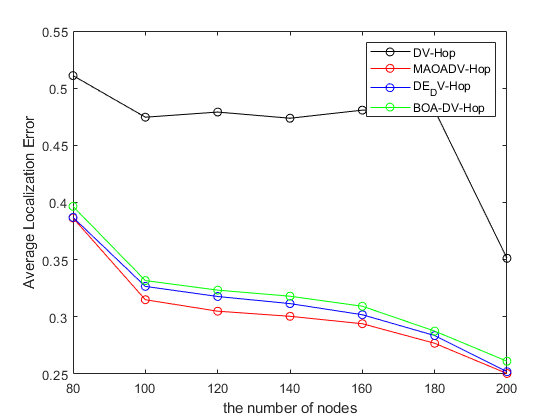 0.55
0.5
0.45
0.4
0.35
0.3
0.25
80
100
120
140
160
180
200
the number of nodes
Average Localization Error
DV-Hop
MAOADV-Hop
DE_DV-Hop
BOA-DV-Hop